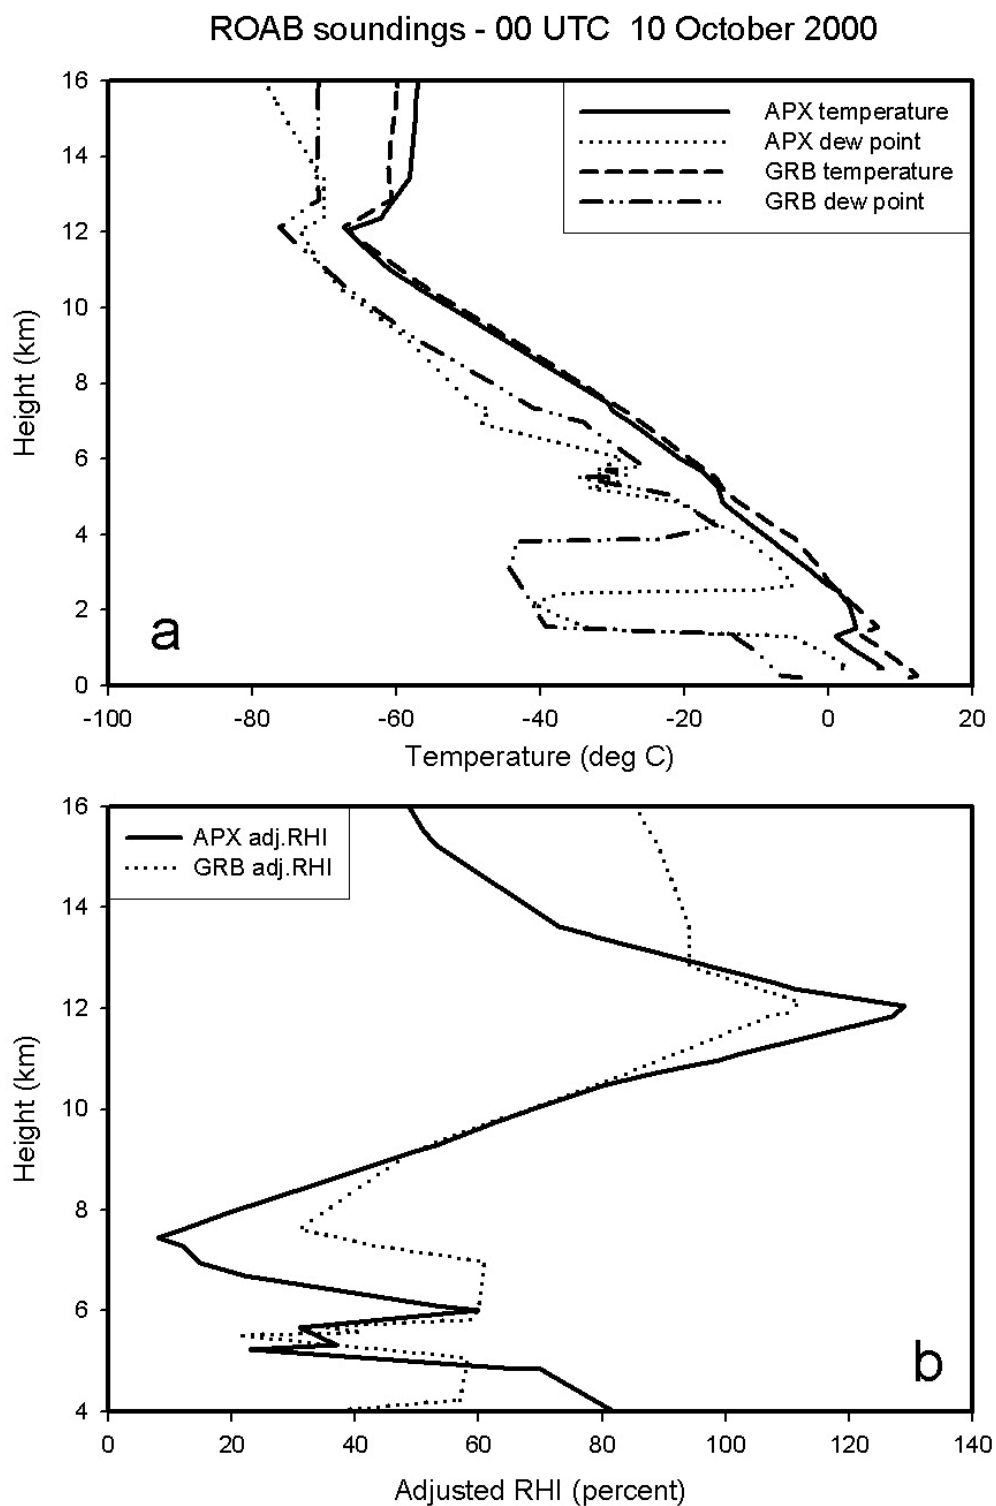 ROAB soundings - 00 UTC 10 October 2000
16
14
12
10
8
6
4
2
0
Height (km)
APX temperature
APX dew point
GRB temperature
GRB dew point
a
-100
-80
-60
-40
-20
0
20
Temperature (deg C)
16
14
12
10
8
6
4
Height (km)
APX adj.RHI
GRB adj.RHI
b
0
20
40
60
80
100
120
140
Adjusted RHI (percent)